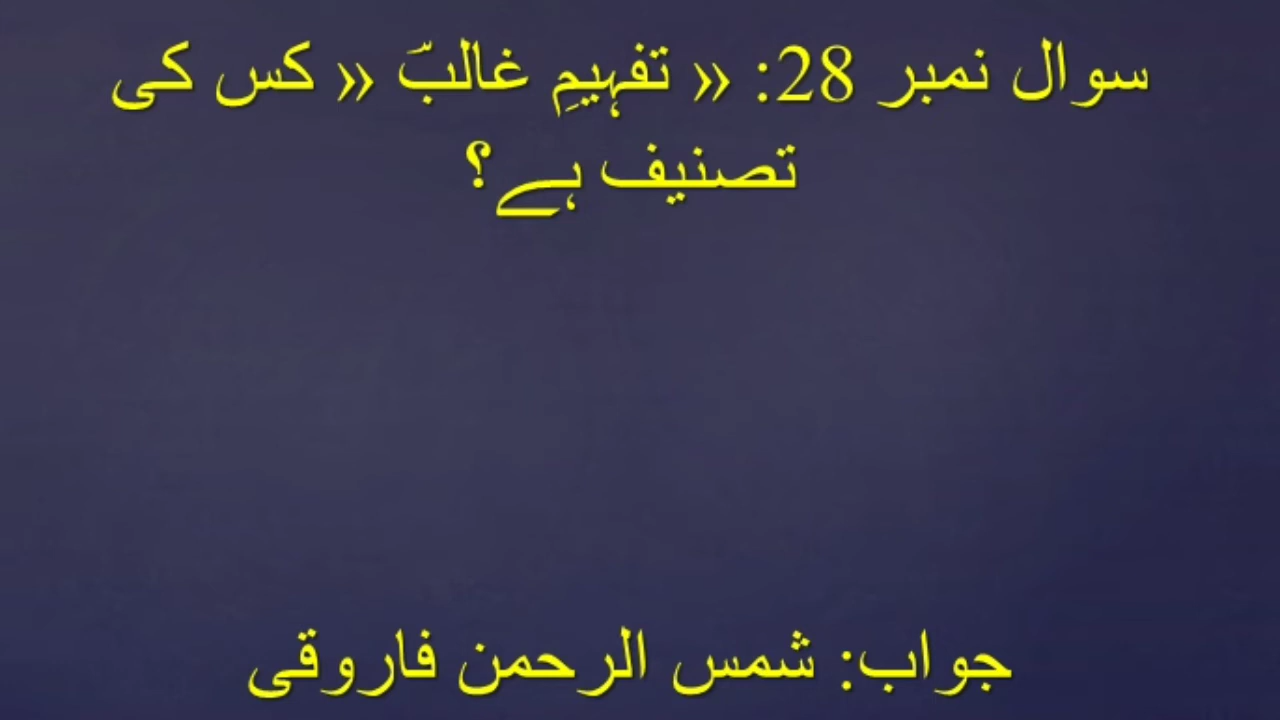 سوال نمبر 28: « تفہیمِ غالبؔ « کس کی
تصنیف ہے؟
جواب: شمس الرحمن فاروقی